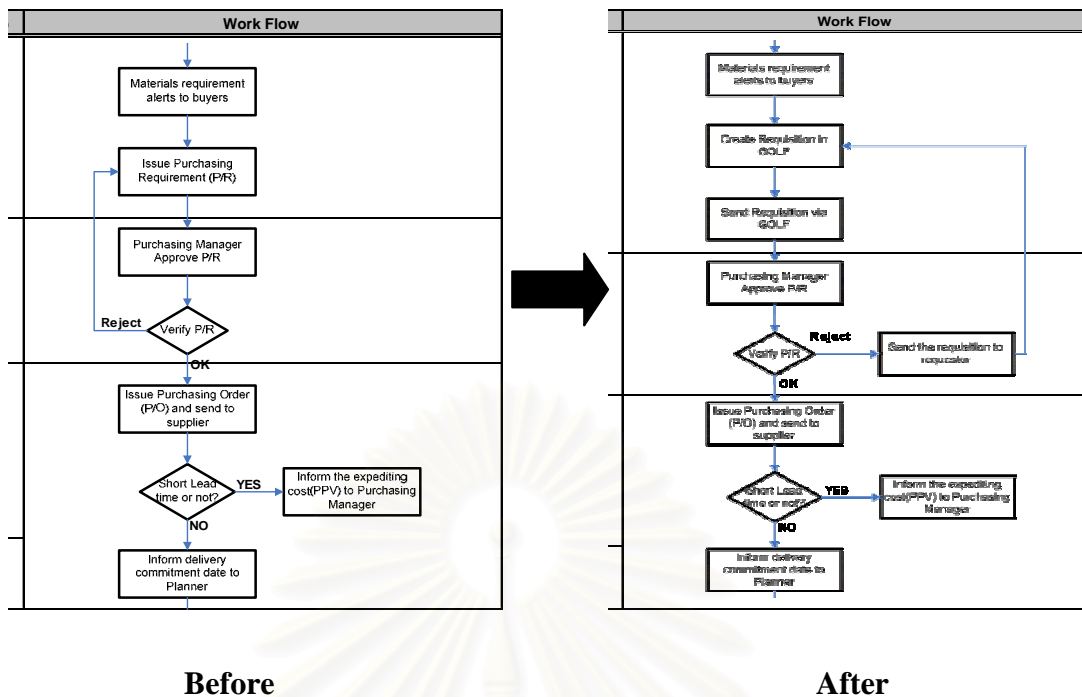 Work Flow
Materials requirement
alerts to buyers
Issue Purchasing
Requirement (P/R)
Purchasing Manager
Approve P/R
Reject
Verify P/R
OK
Issue Purchasing Order
(P/O) and send to
supplier
Short Lead
time or not?
YES
Inform the expediting
cost(PPV) to Purchasing
Manager
NO
Inform delivery
commitment date to
Planner
Before
Work Flow
Materials requirement
alerts to buyers
Create Requisition in
GOLF
Send Requisition via
GOLF
Purchasing Manager
Approve P/R
Verify P/R
Reject
Send the requisition to
requester
OK
Issue Purchasing Order
(P/O) and send to
supplier
Short Lead
time or not?
YES
Inform the expediting
cost(PPV) to Purchasing
Manager
NO
Inform delivery
commitment date to
Planner
After